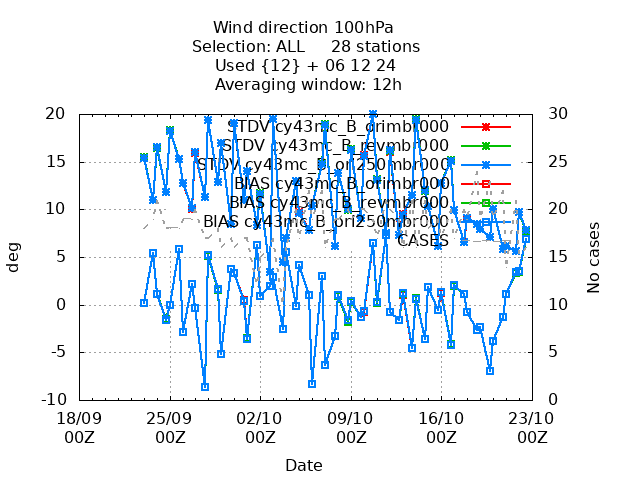 Wind direction 100hPa
Selection: ALL 28 stations
Used {12} + 06 12 24
Averaging window: 12h
20 30
STDV cy43mc_B_orimbr000
STDV cy43mc_B_revmbr000
15 25
STDV cy43mc_B_ori250mbr000
BIAS cy43mc_B_orimbr000
10 20
BIAS cy43mc_B_revmbr000
BIAS cy43mc_B_ori250mbr000
CASES
5 15
deg No cases
0 10
-5 5
-10 0
18/09 25/09 02/10 09/10 16/10 23/10
00Z 00Z 00Z 00Z 00Z 00Z
Date